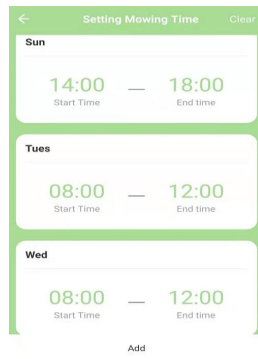 ← Setting Mowing Time Clear
Sun
14:00 — 18:00
Start Time End time
Tues
08:00 — 12:00
Start Time End time
Wed
08:00 — 12:00
Start Time End time
Add